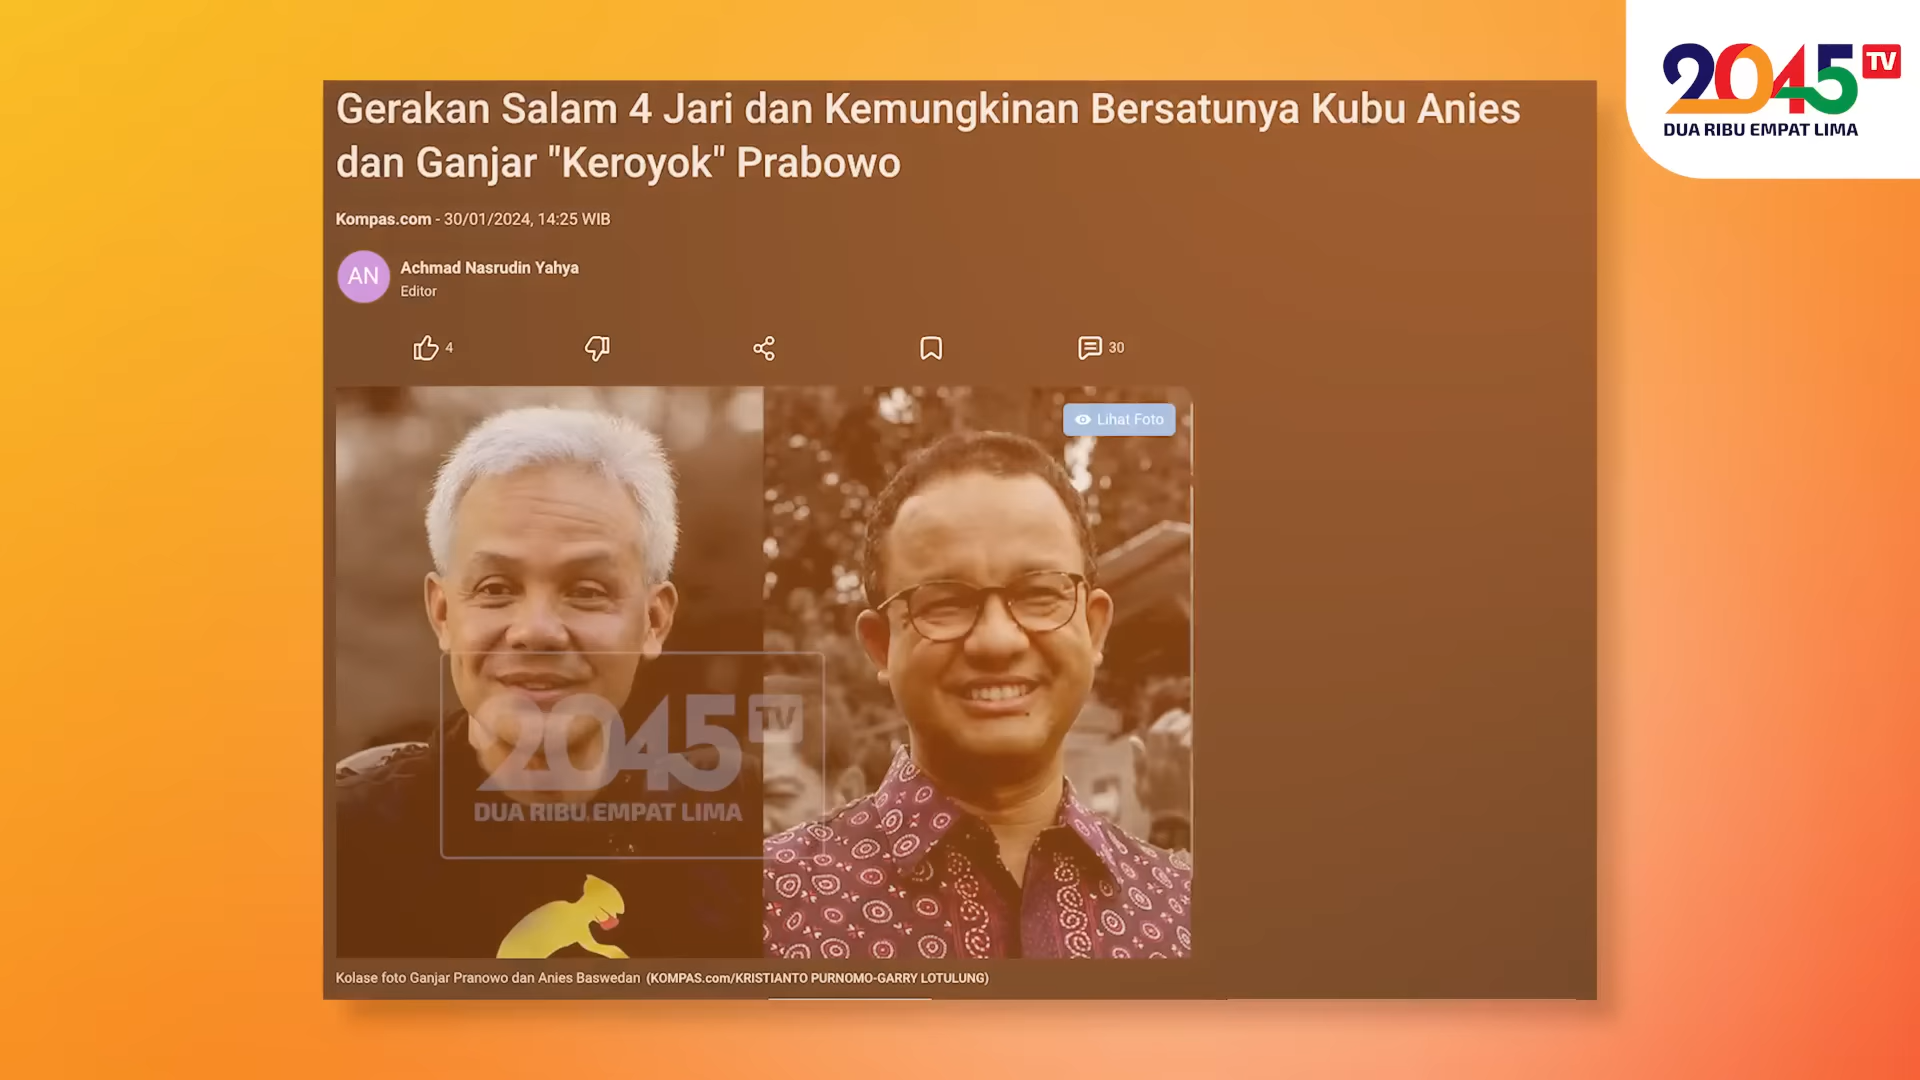 2045 TV
DUA RIBU EMPAT LIMA
Gerakan Salam 4 Jari dan Kemungkinan Bersatunya Kubu Anies
dan Ganjar "Keroyok" Prabowo
Kompas.com - 30/01/2024, 14:25 WIB
AN
Achmad Nasrudin Yahya
Editor
4
30
Lihat Foto
2045 TV
DUA RIBU EMPAT LIMA
Kolase foto Ganjar Pranowo dan Anies Baswedan (KOMPAS.com/KRISTIANTO PURNOMO-GARRY LOTULUNG)